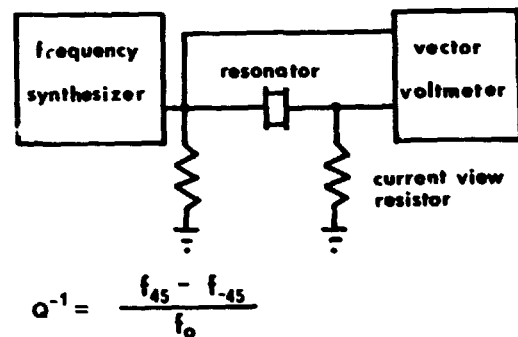 frequency
synthesizer
resonator
vector
voltmeter
current view
resistor
Q⁻¹ = f₄₅ - f₋₄₅ / f₀